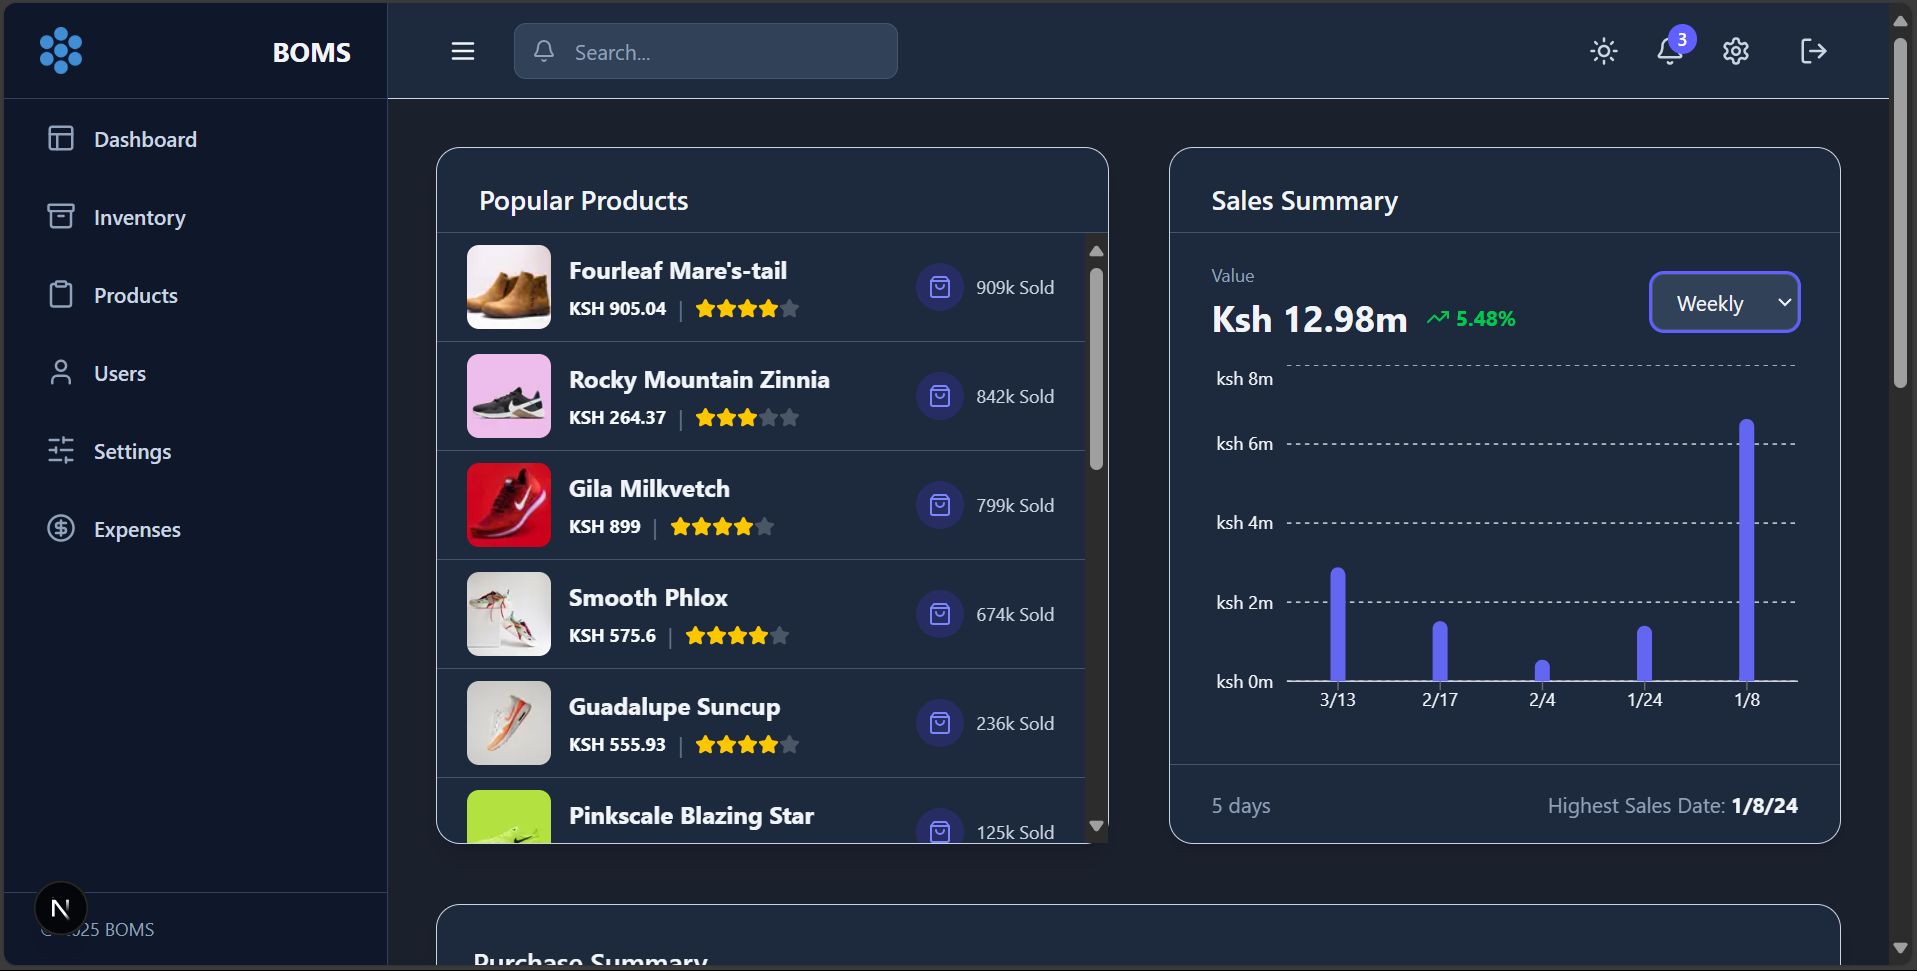 BOMS
Search...
3
Dashboard
Inventory
Products
Users
Settings
Expenses
N
25 BOMS
Popular Products
Fourleaf Mare's-tail
KSH 905.04 |
909k Sold
Rocky Mountain Zinnia
KSH 264.37 |
842k Sold
Gila Milkvetch
KSH 899 |
799k Sold
Smooth Phlox
KSH 575.6 |
674k Sold
Guadalupe Suncup
KSH 555.93 |
236k Sold
Pinkscale Blazing Star
125k Sold
Sales Summary
Value
Ksh 12.98m 5.48%
Weekly
ksh 8m
ksh 6m
ksh 4m
ksh 2m
ksh 0m
3/13 2/17 2/4 1/24 1/8
5 days
Highest Sales Date: 1/8/24
Purchase Summary